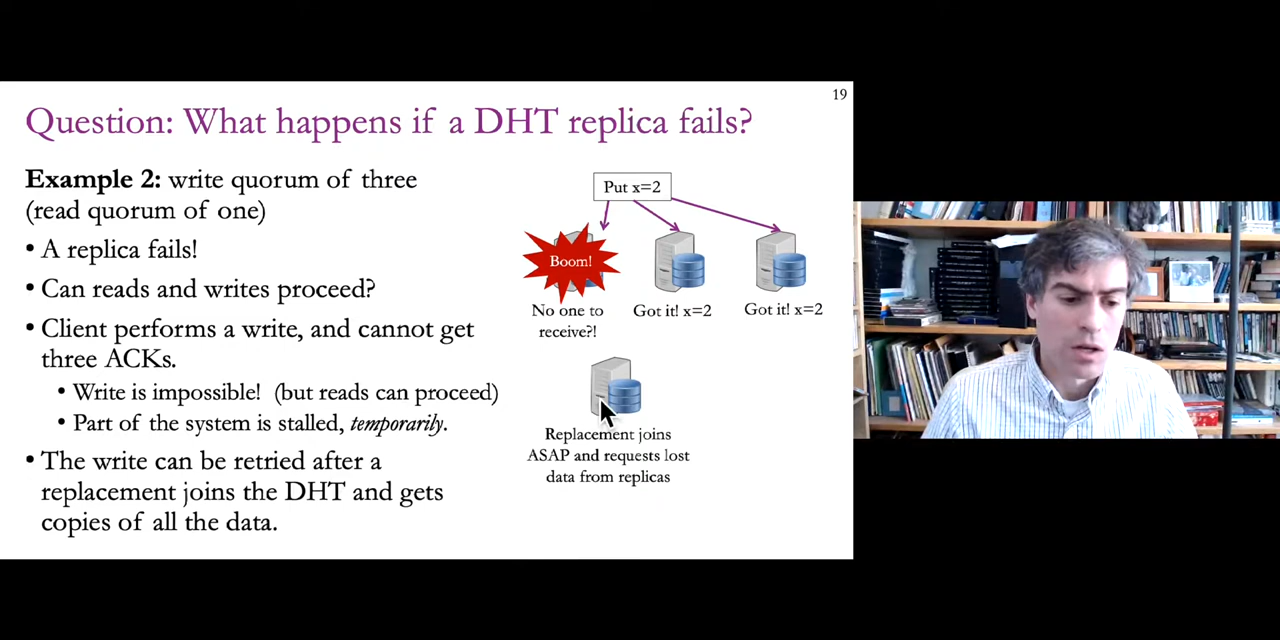 19
Question: What happens if a DHT replica fails?
Example 2: write quorum of three
(read quorum of one)
• A replica fails!
• Can reads and writes proceed?
• Client performs a write, and cannot get
three ACKs.
• Write is impossible! (but reads can proceed)
• Part of the system is stalled, temporarily.
• The write can be retried after a
replacement joins the DHT and gets
copies of all the data.
Put x=2
Boom!
No one to
receive?!
Got it! x=2
Got it! x=2
Replacement joins
ASAP and requests lost
data from replicas